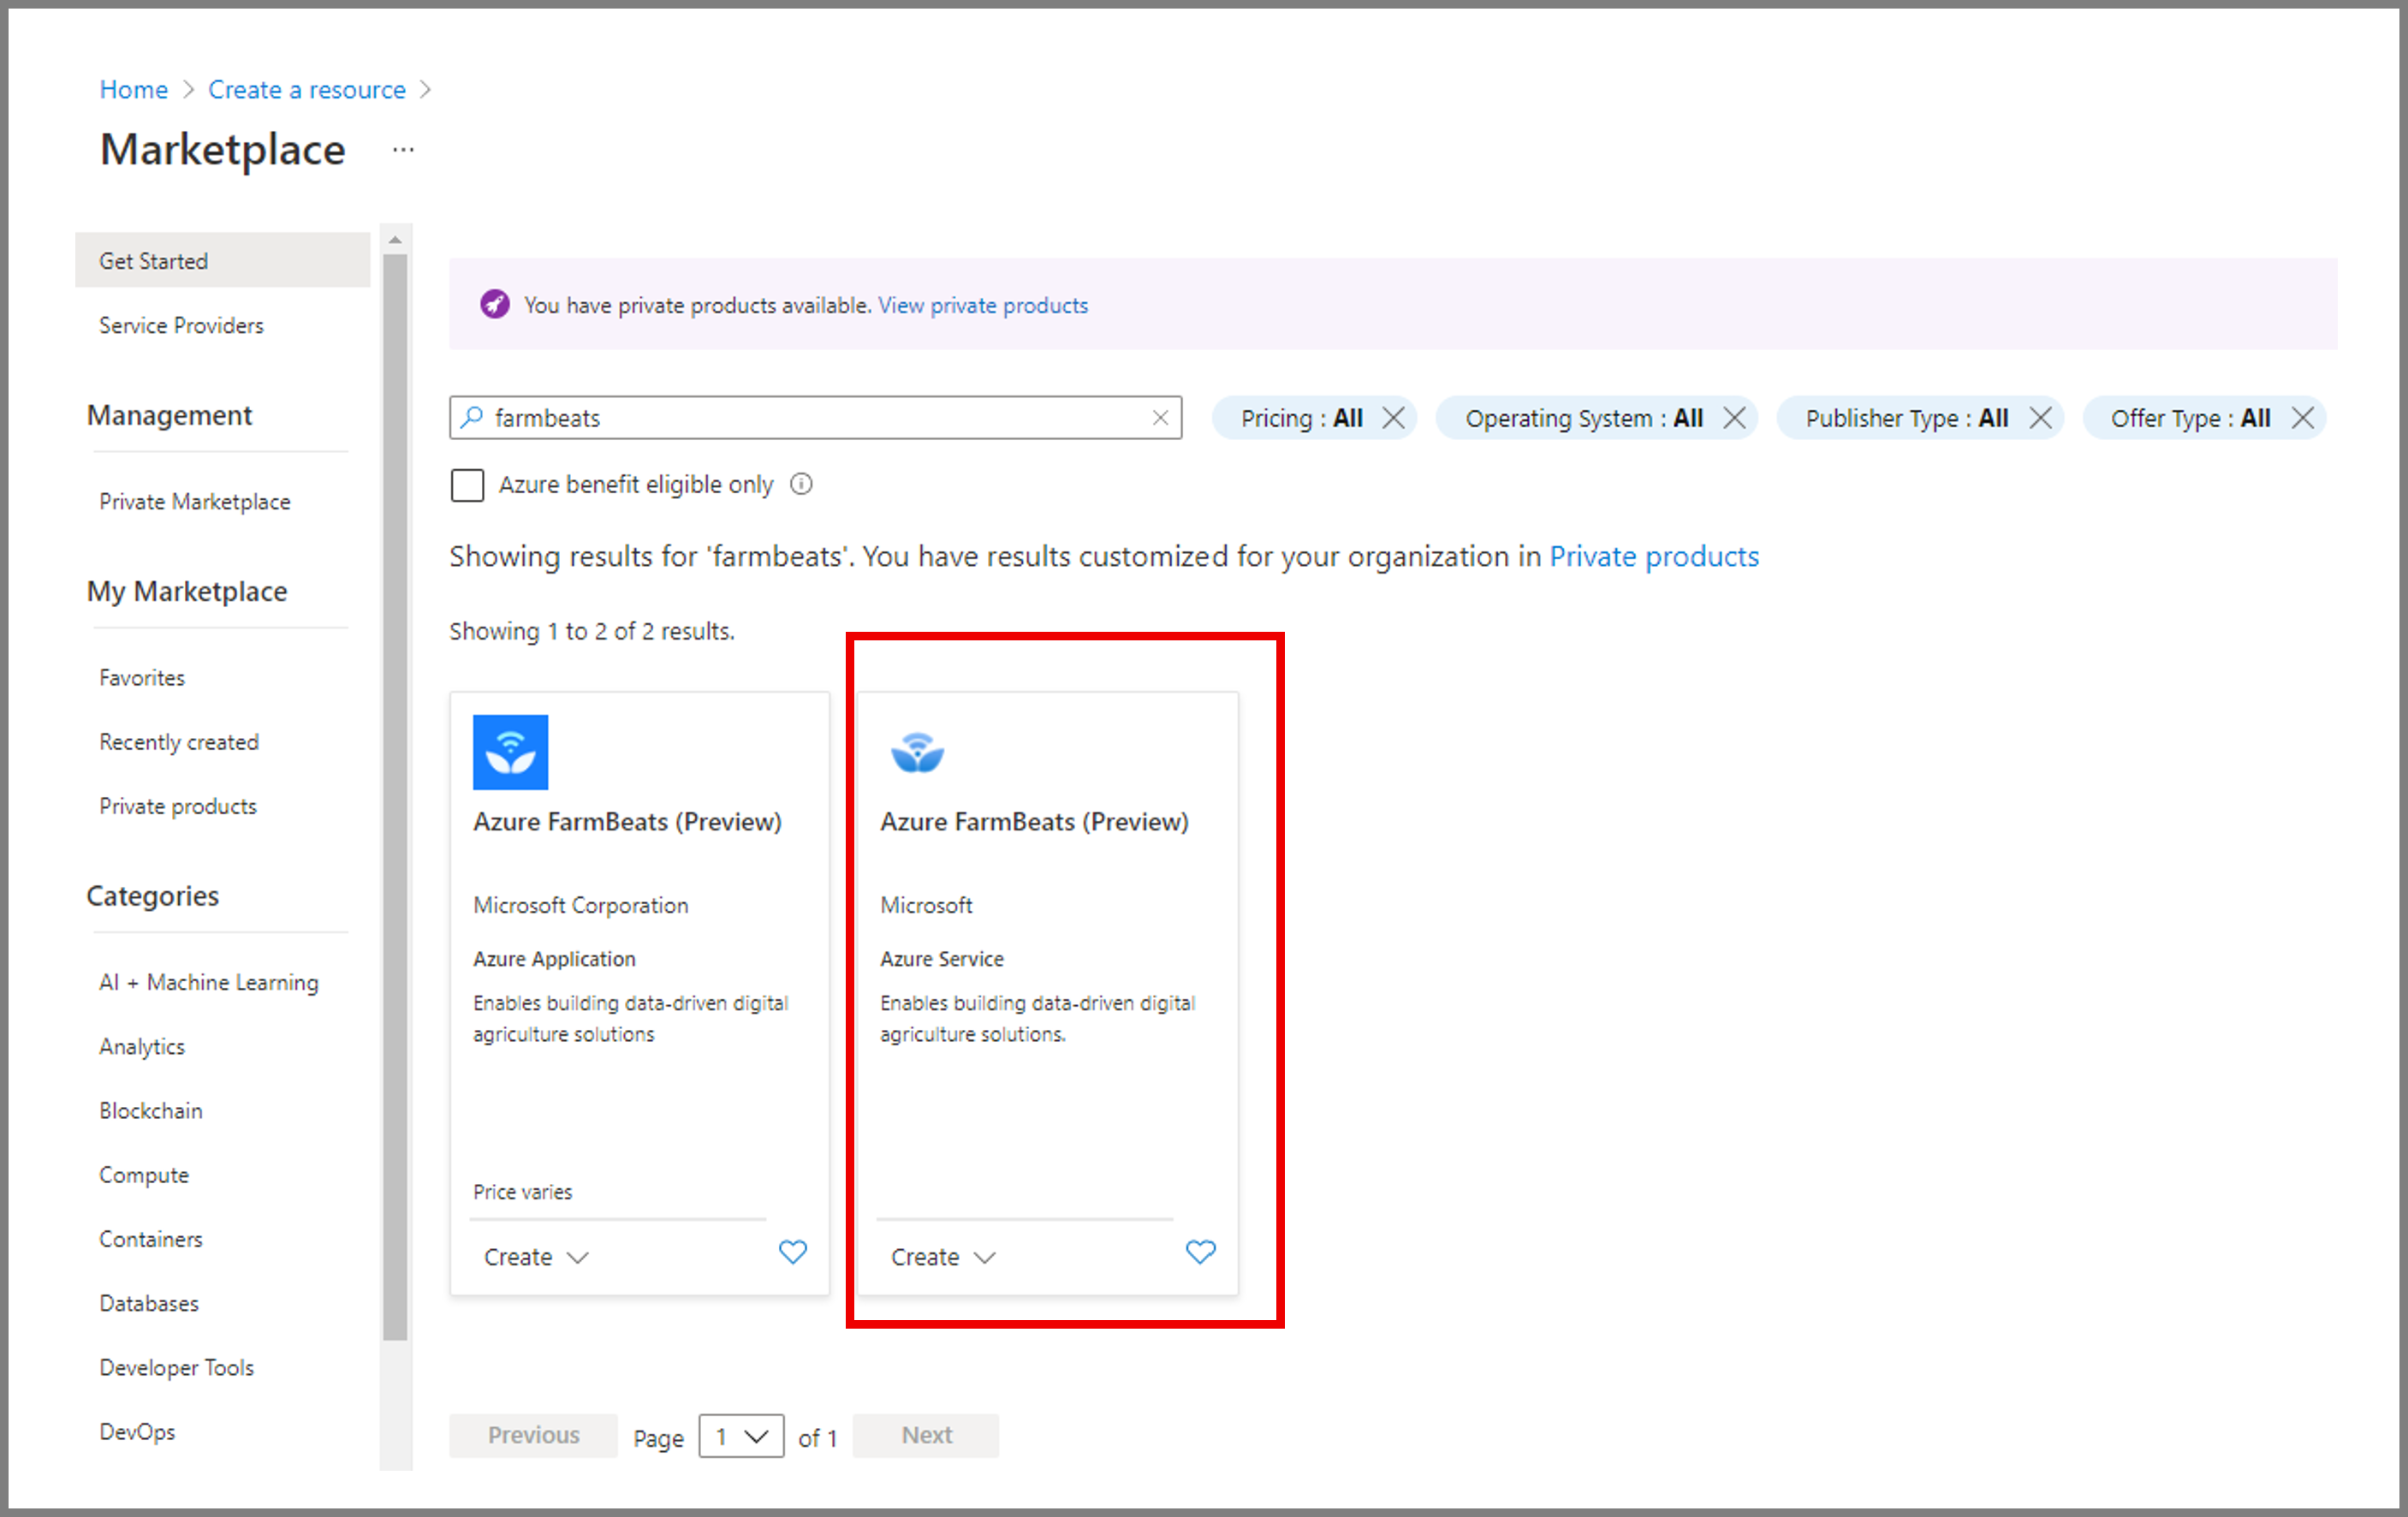 Home > Create a resource >
Marketplace ...
Get Started
Service Providers
Management
Private Marketplace
My Marketplace
Favorites
Recently created
Private products
Categories
AI + Machine Learning
Analytics
Blockchain
Compute
Containers
Databases
Developer Tools
DevOps
You have private products available. View private products
farmbeats
Pricing : All
Operating System : All
Publisher Type : All
Offer Type : All
Azure benefit eligible only
Showing results for 'farmbeats'. You have results customized for your organization in Private products
Showing 1 to 2 of 2 results.
Azure FarmBeats (Preview)
Microsoft Corporation
Azure Application
Enables building data-driven digital
agriculture solutions
Price varies
Create
Azure FarmBeats (Preview)
Microsoft
Azure Service
Enables building data-driven digital
agriculture solutions.
Create
Previous Page 1 of 1 Next